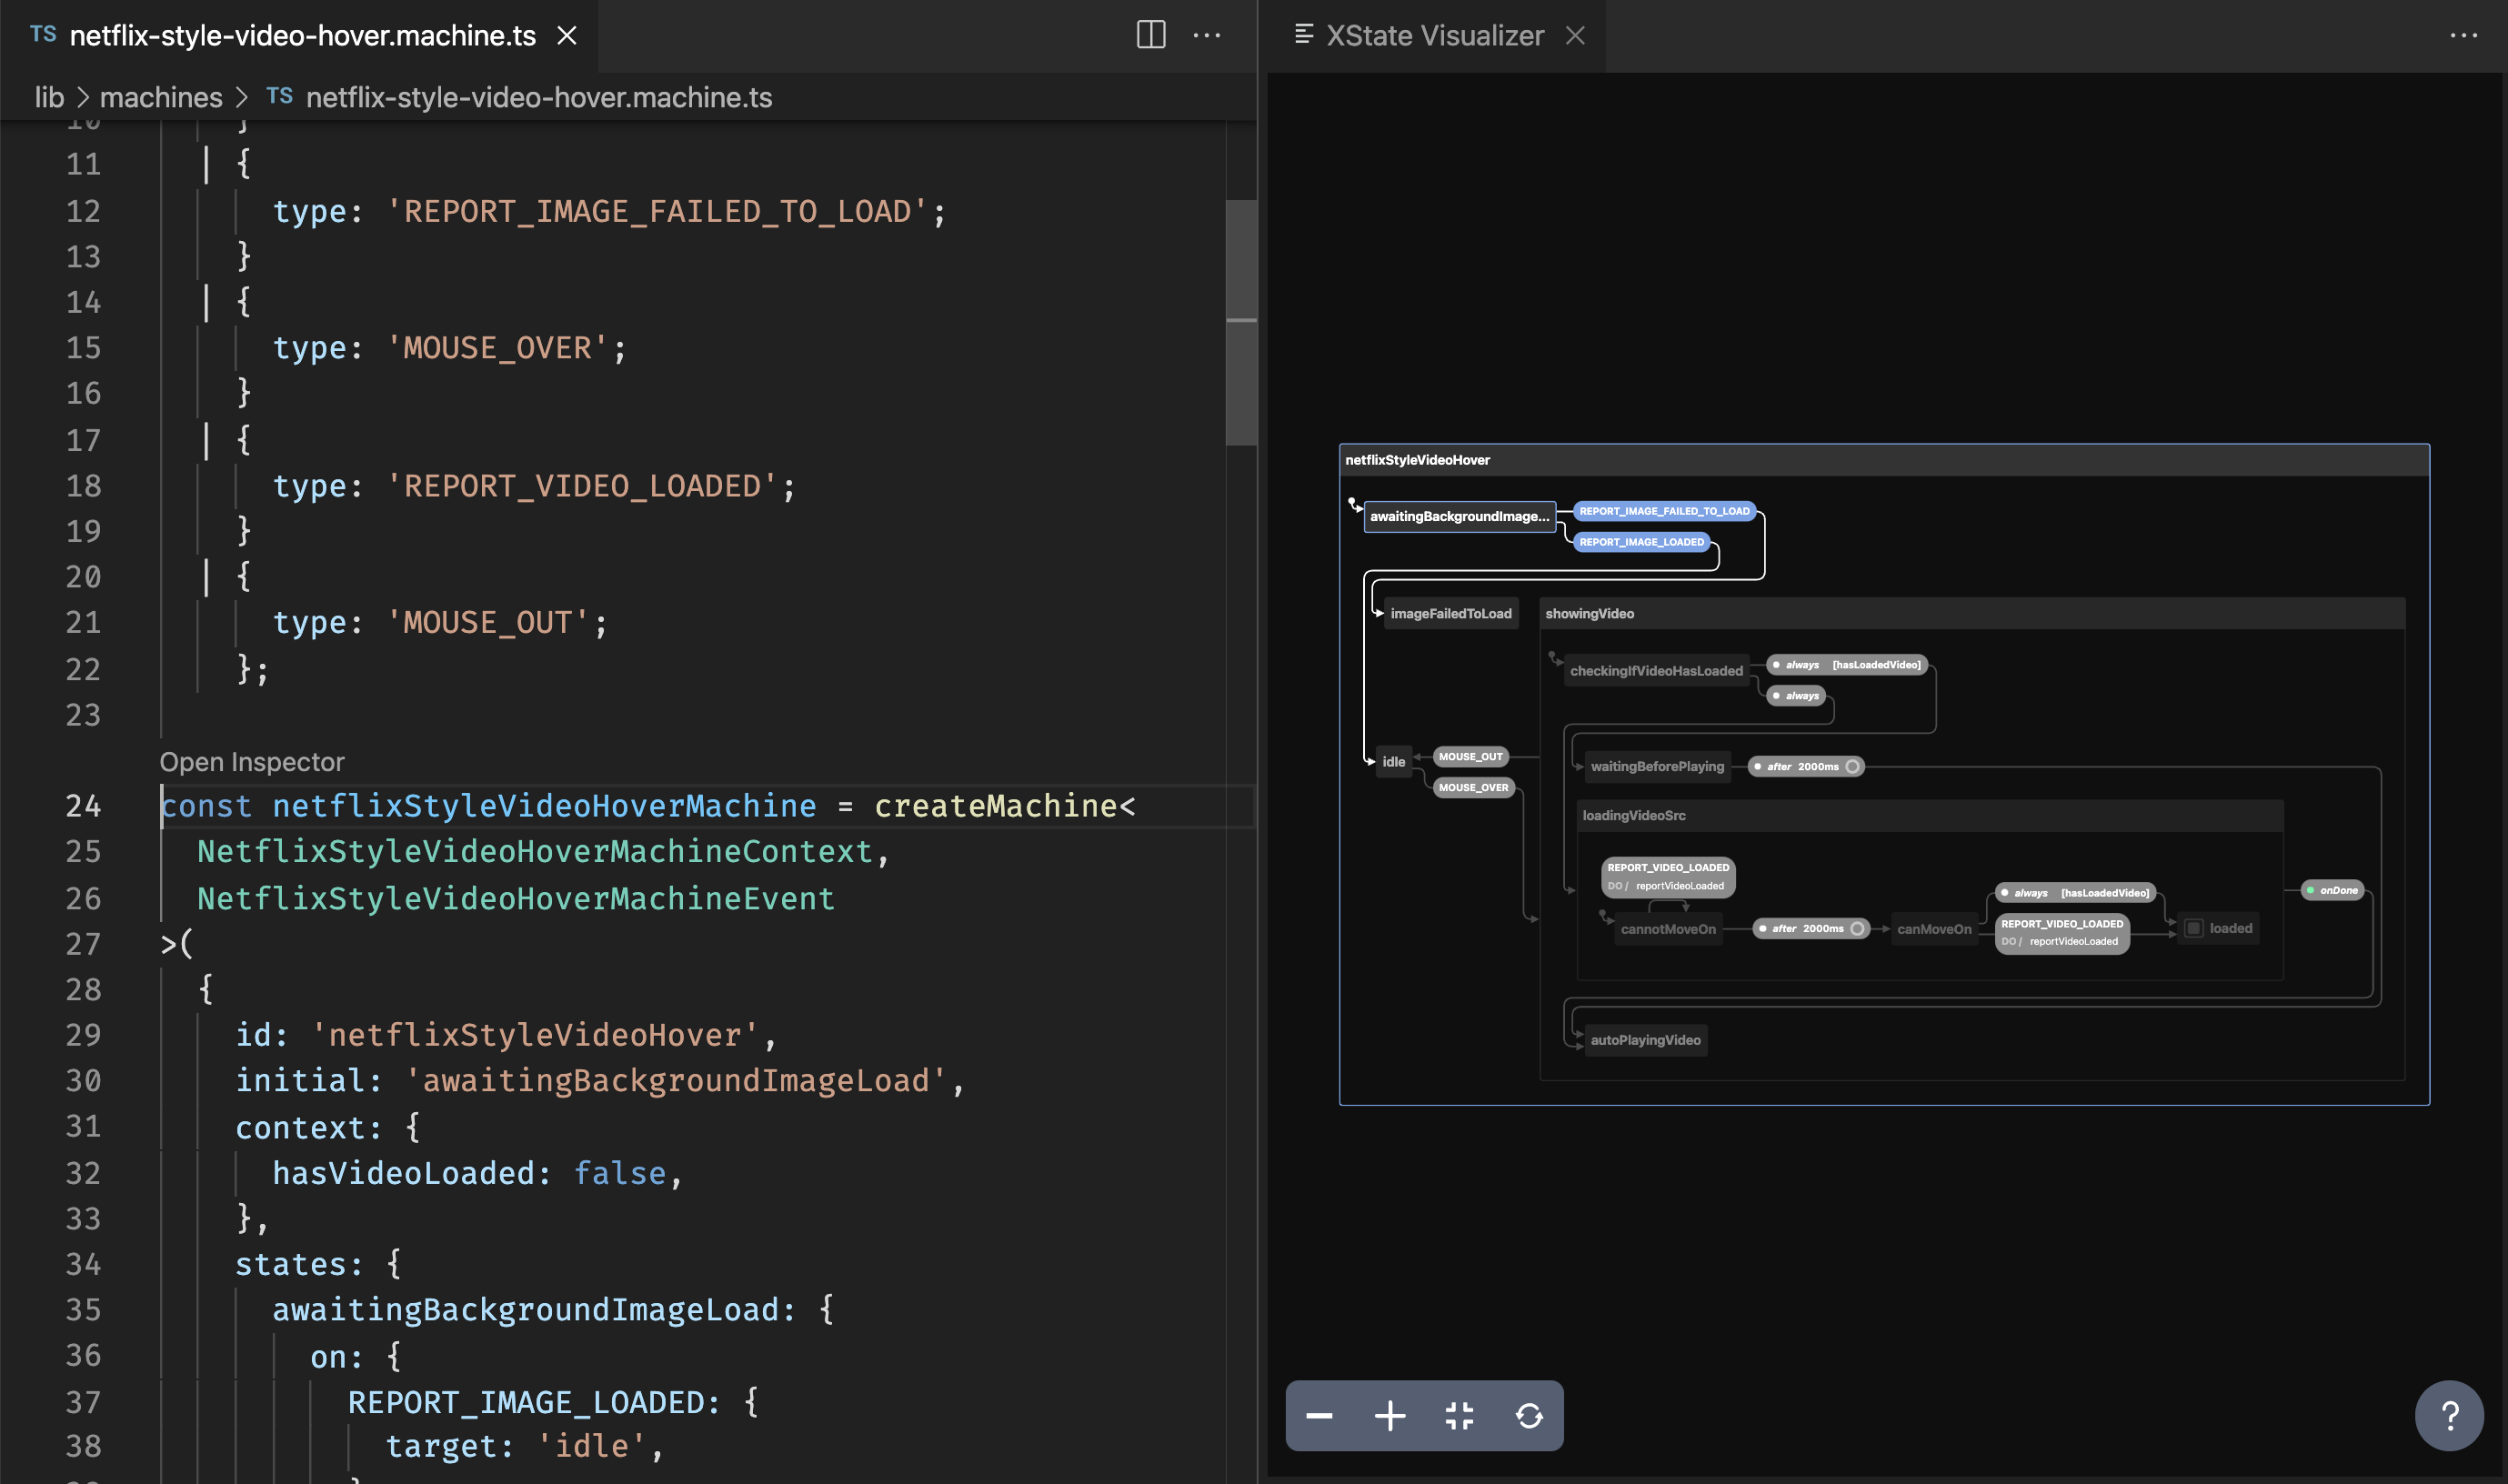 TS netflix-style-video-hover.machine.ts
lib > machines > TS netflix-style-video-hover.machine.ts
10 }
11 | {
12 type: 'REPORT_IMAGE_FAILED_TO_LOAD';
13 }
14 | {
15 type: 'MOUSE_OVER';
16 }
17 | {
18 type: 'REPORT_VIDEO_LOADED';
19 }
20 | {
21 type: 'MOUSE_OUT';
22 };
23
Open Inspector
24 const netflixStyleVideoHoverMachine = createMachine<
25 NetflixStyleVideoHoverMachineContext,
26 NetflixStyleVideoHoverMachineEvent
27 >(
28 {
29 id: 'netflixStyleVideoHover',
30 initial: 'awaitingBackgroundImageLoad',
31 context: {
32 hasVideoLoaded: false,
33 },
34 states: {
35 awaitingBackgroundImageLoad: {
36 on: {
37 REPORT_IMAGE_LOADED: {
38 target: 'idle',
XState Visualizer
netflixStyleVideoHover
awaitingBackgroundImage...
REPORT_IMAGE_FAILED_TO_LOAD
REPORT_IMAGE_LOADED
imageFailedToLoad
showingVideo
checkingIfVideoHasLoaded
always [hasLoadedVideo]
always
idle
MOUSE_OUT
MOUSE_OVER
waitingBeforePlaying
after 2000ms
loadingVideoSrc
REPORT_VIDEO_LOADED
DO / reportVideoLoaded
cannotMoveOn
after 2000ms
canMoveOn
always [hasLoadedVideo]
REPORT_VIDEO_LOADED
DO / reportVideoLoaded
loaded
onDone
autoPlayingVideo
?